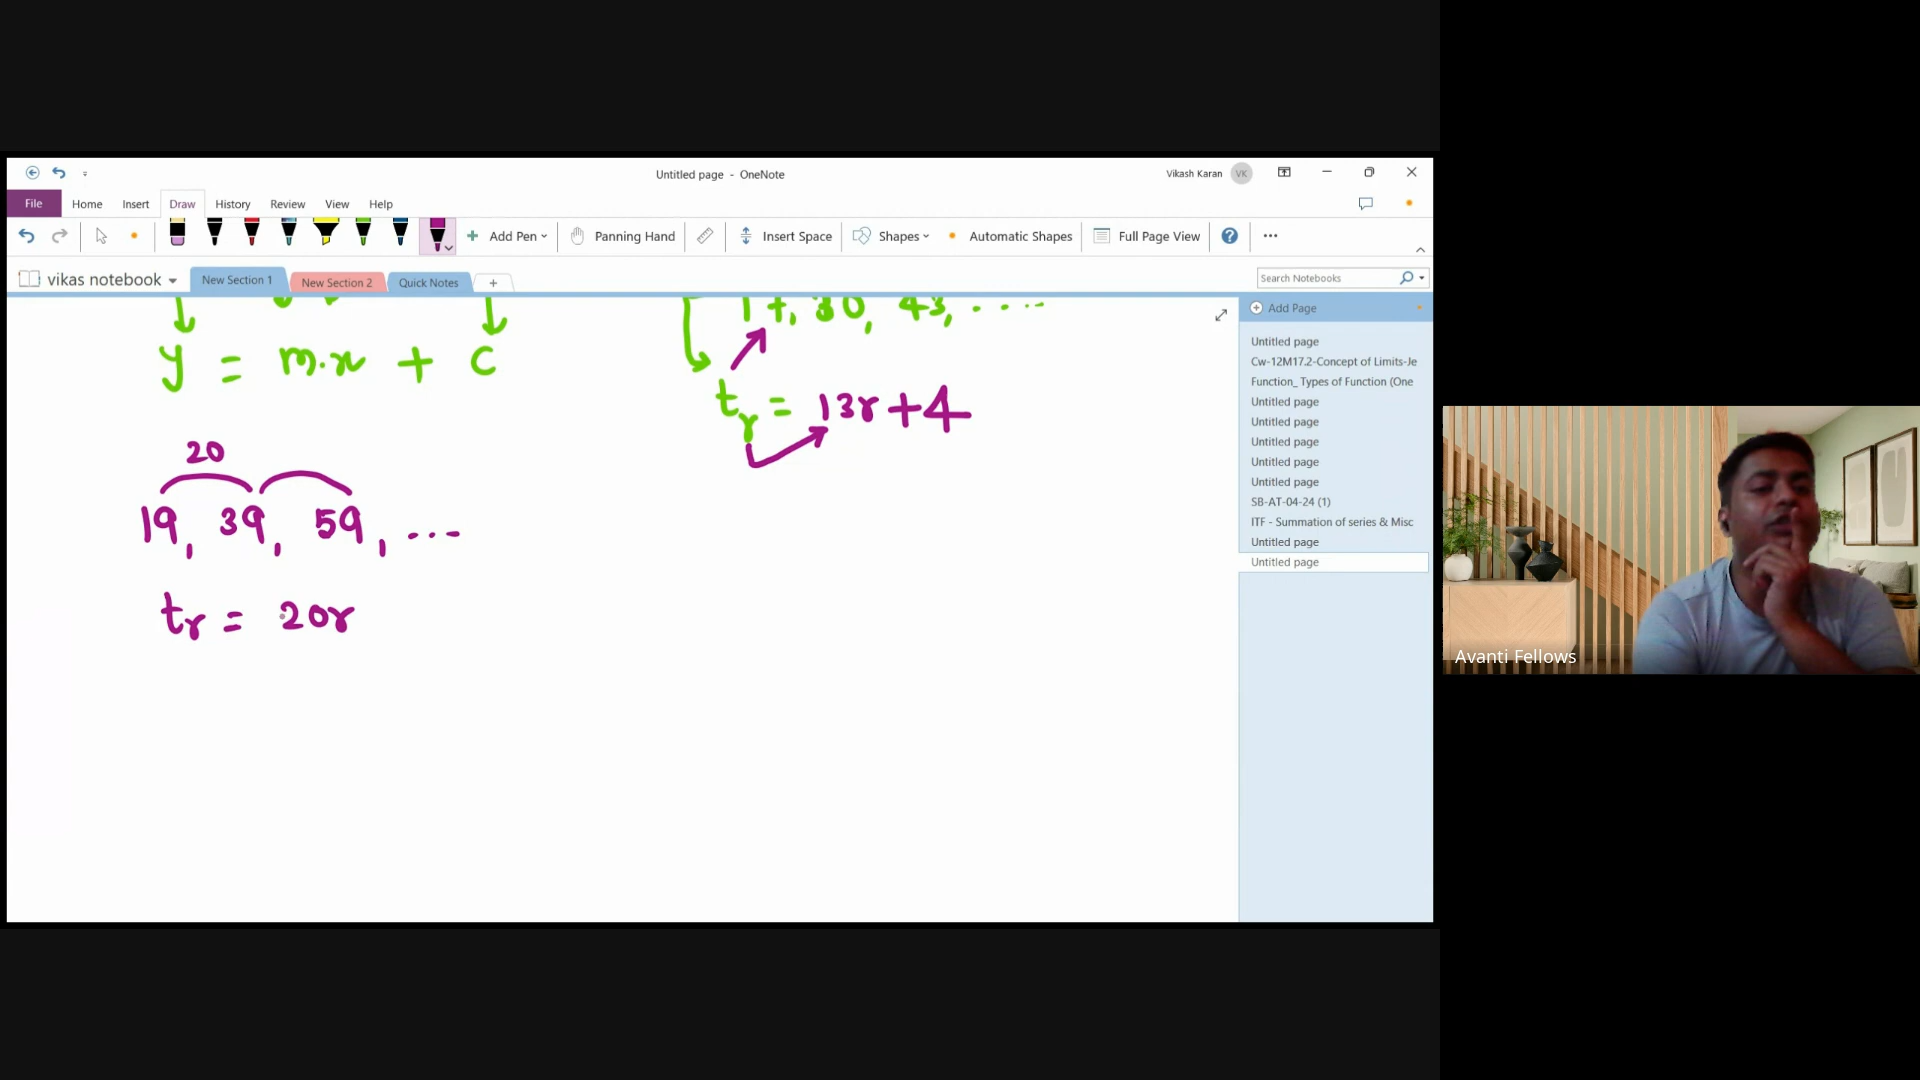 Untitled page - OneNote
Vikash Karan VK
File Home Insert Draw History Review View Help
+ Add Pen Panning Hand Insert Space Shapes Automatic Shapes Full Page View ? ...
vikas notebook New Section 1 New Section 2 Quick Notes +
Search Notebooks
17, 30, 43, ....
y = m.x + c
t_r = 13r + 4
20
19, 39, 59, ...
t_r = 20r
Add Page
Untitled page
Cw-12M17.2-Concept of Limits-Je
Function_ Types of Function (One
Untitled page
Untitled page
Untitled page
Untitled page
Untitled page
SB-AT-04-24 (1)
ITF - Summation of series & Misc
Untitled page
Untitled page
Avanti Fellows